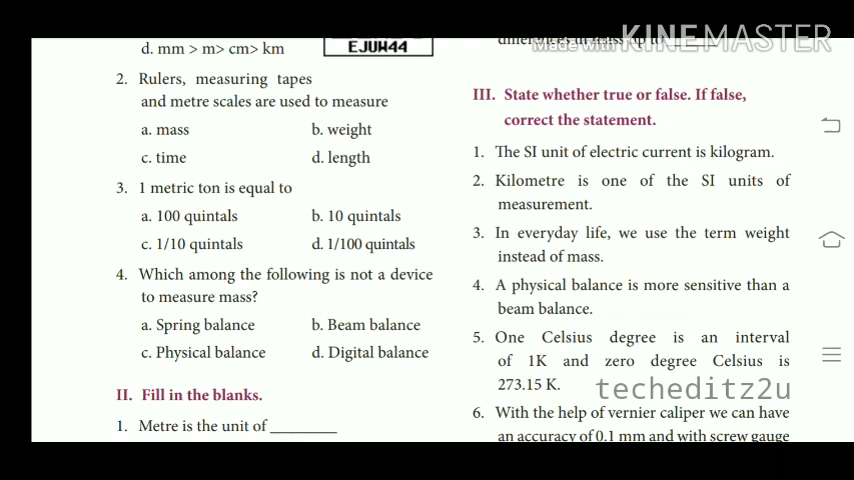 d. mm > m> cm> km
EJUW44
2. Rulers, measuring tapes
and metre scales are used to measure
a. mass b. weight
c. time d. length
3. 1 metric ton is equal to
a. 100 quintals b. 10 quintals
c. 1/10 quintals d. 1/100 quintals
4. Which among the following is not a device
to measure mass?
a. Spring balance b. Beam balance
c. Physical balance d. Digital balance
II. Fill in the blanks.
1. Metre is the unit of ________
Made with KINEMASTER
III. State whether true or false. If false,
correct the statement.
1. The SI unit of electric current is kilogram.
2. Kilometre is one of the SI units of
measurement.
3. In everyday life, we use the term weight
instead of mass.
4. A physical balance is more sensitive than a
beam balance.
5. One Celsius degree is an interval
of 1K and zero degree Celsius is
273.15 K.
techeditz2u
6. With the help of vernier caliper we can have
an accuracy of 0.1 mm and with screw gauge